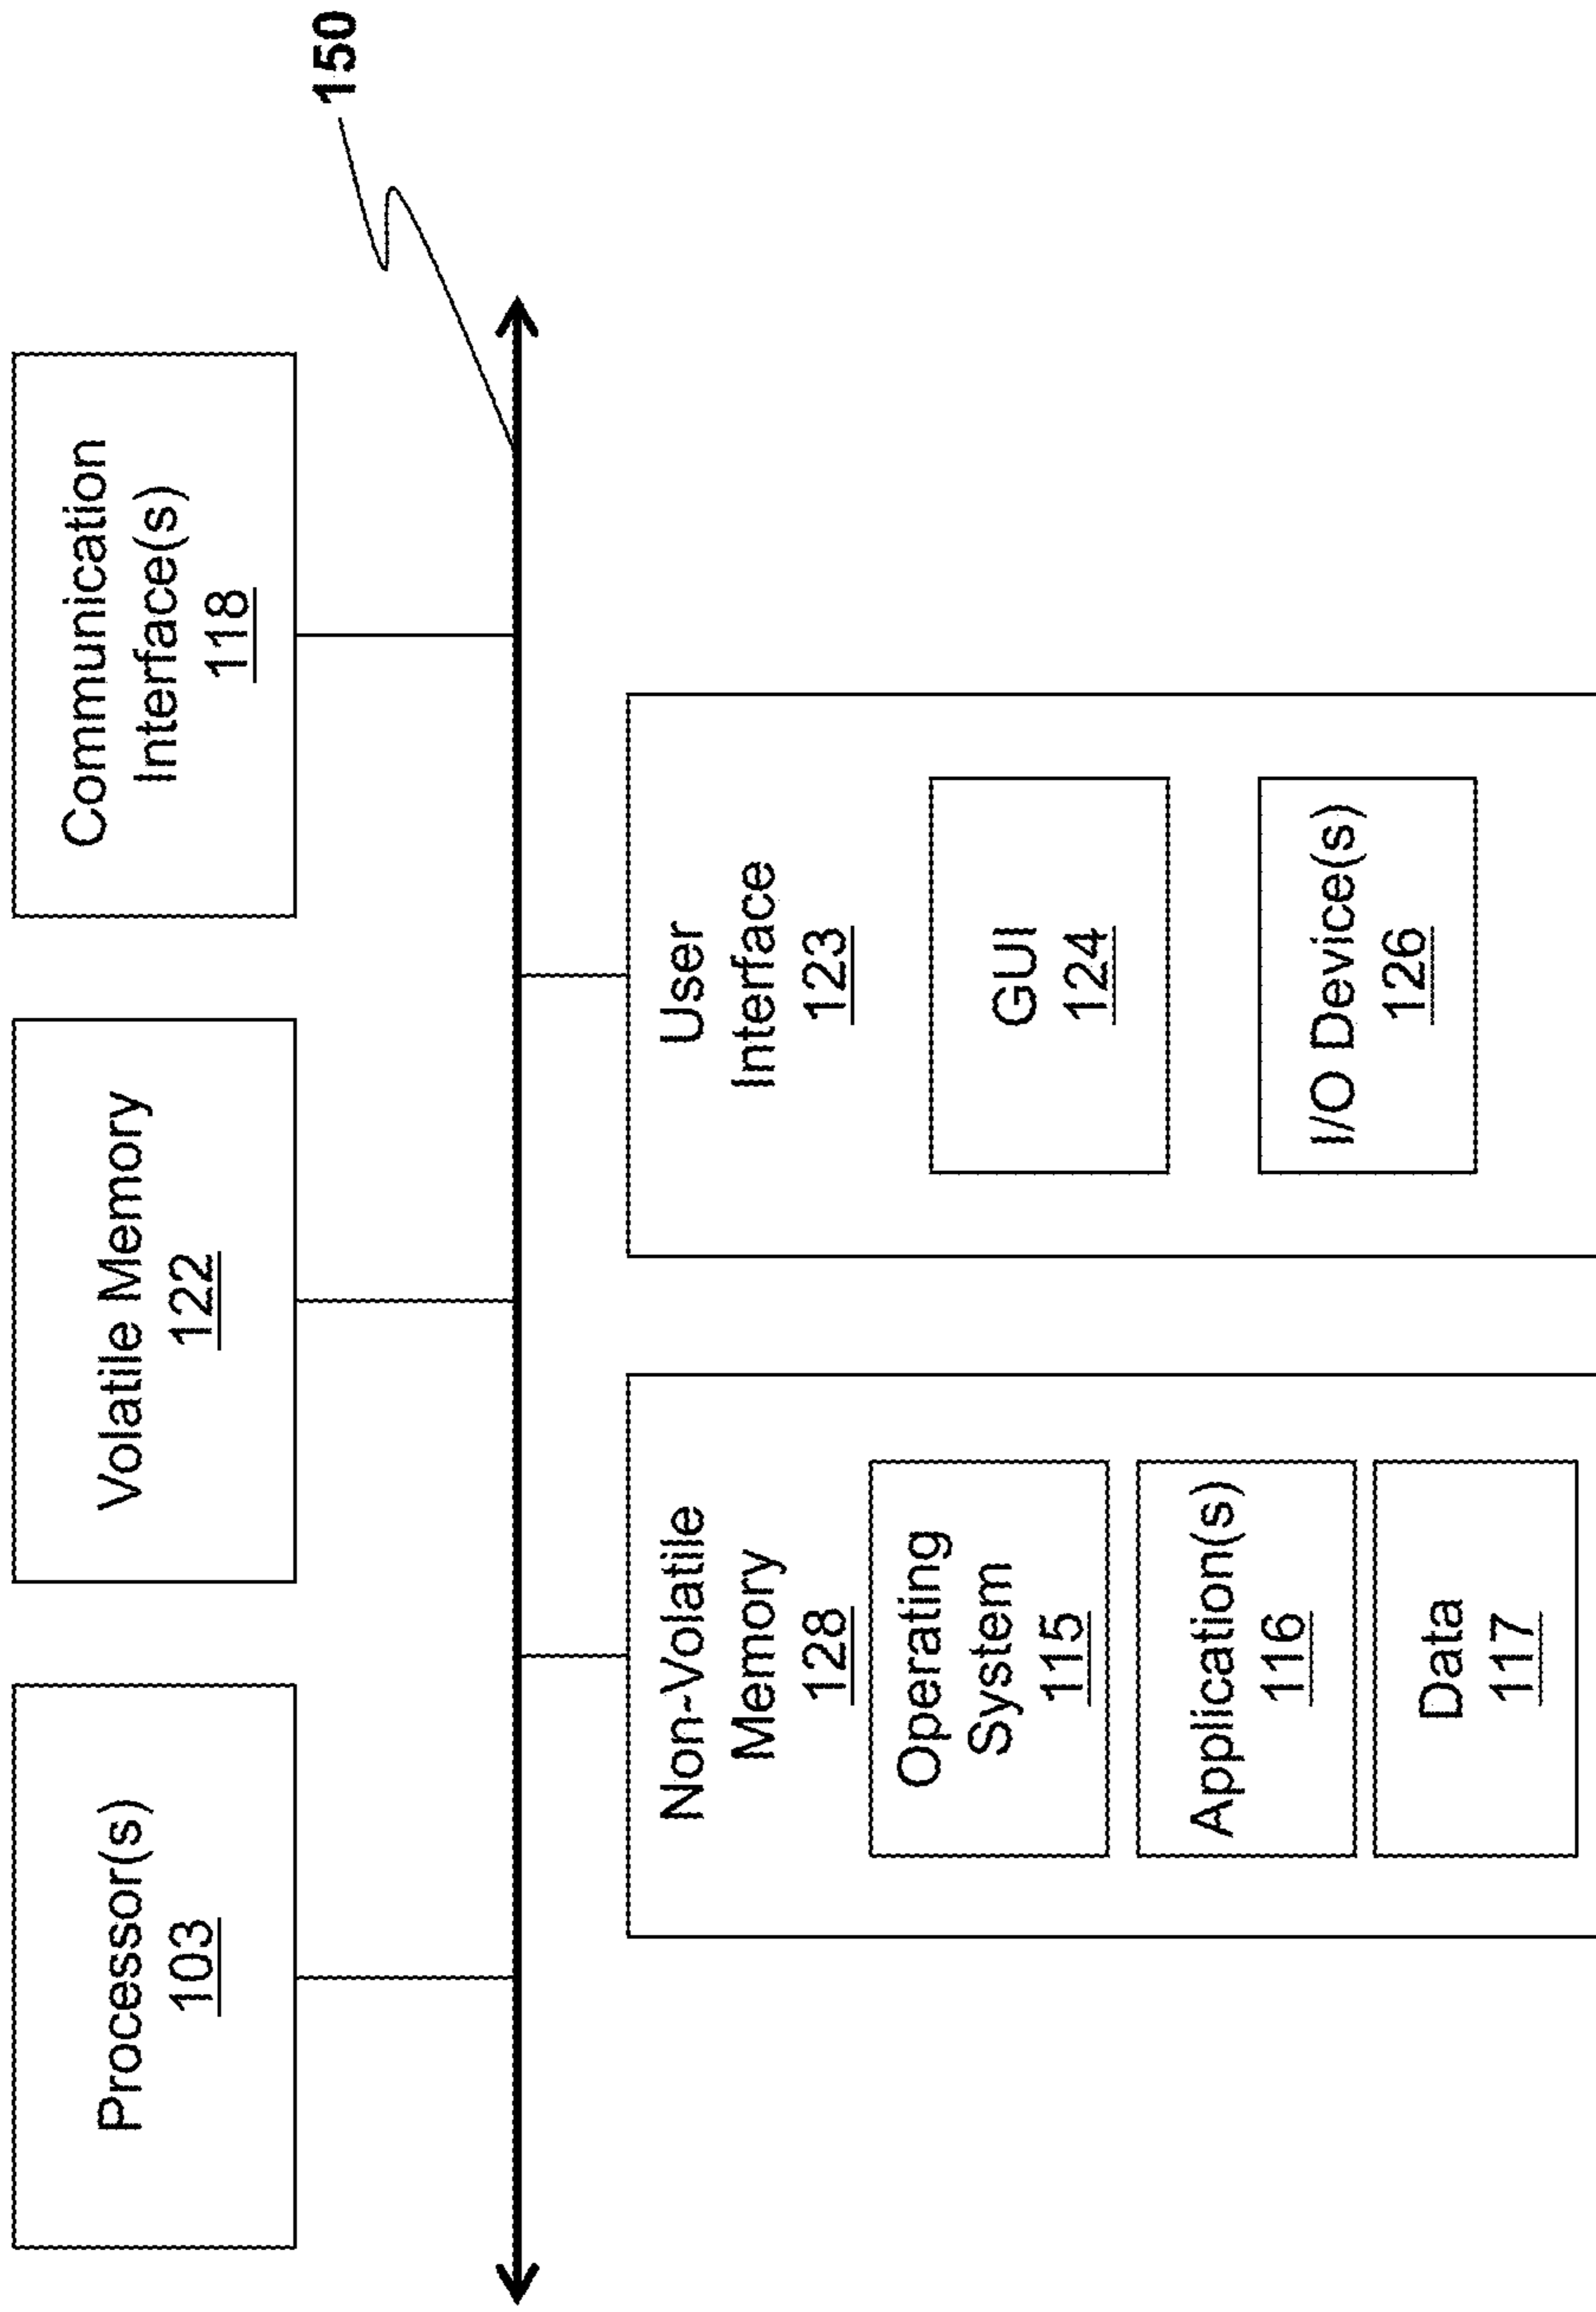 Processor(s)
103
Volatile Memory
122
Communication
Interface(s)
118
150
Non-Volatile
Memory
128
Operating
System
115
Application(s)
116
Data
117
User
Interface
123
GUI
124
I/O Device(s)
126